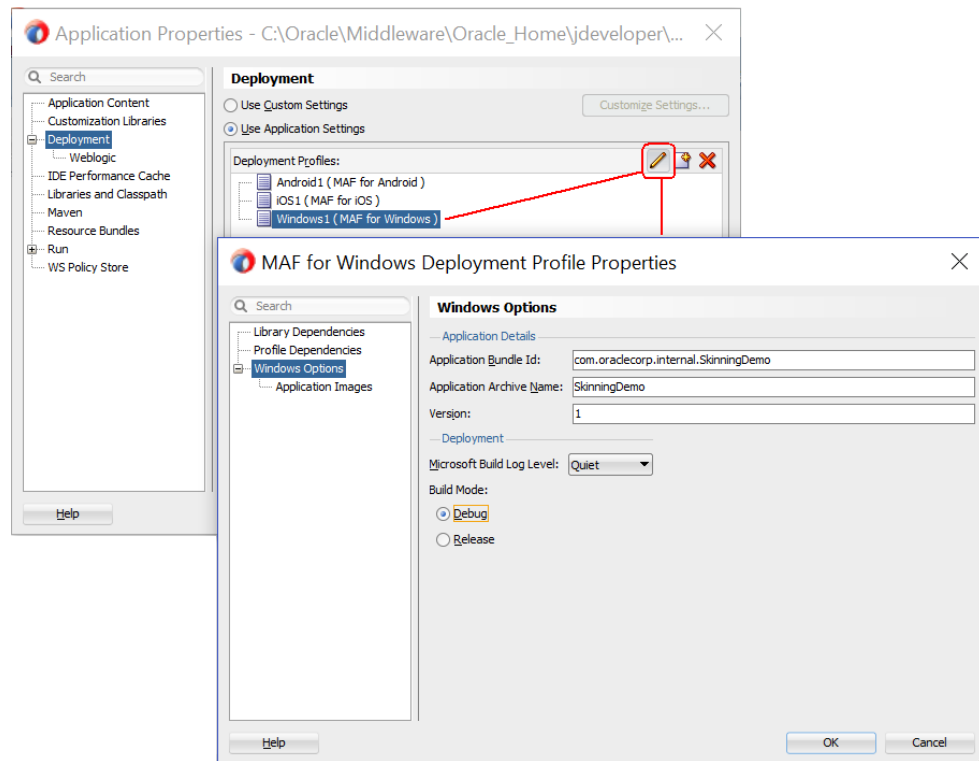 Application Properties - C:\Oracle\Middleware\Oracle_Home\jdeveloper\...
Search
Application Content
Customization Libraries
Deployment
Weblogic
IDE Performance Cache
Libraries and Classpath
Maven
Resource Bundles
Run
WS Policy Store
Help
Deployment
Use Custom Settings
Customize Settings...
Use Application Settings
Deployment Profiles:
Android1 ( MAF for Android )
iOS1 ( MAF for iOS )
Windows1 ( MAF for Windows )
MAF for Windows Deployment Profile Properties
Search
Library Dependencies
Profile Dependencies
Windows Options
Application Images
Windows Options
Application Details
Application Bundle Id: com.oraclecorp.internal.SkinningDemo
Application Archive Name: SkinningDemo
Version: 1
Deployment
Microsoft Build Log Level: Quiet
Build Mode:
Debug
Release
Help
OK
Cancel